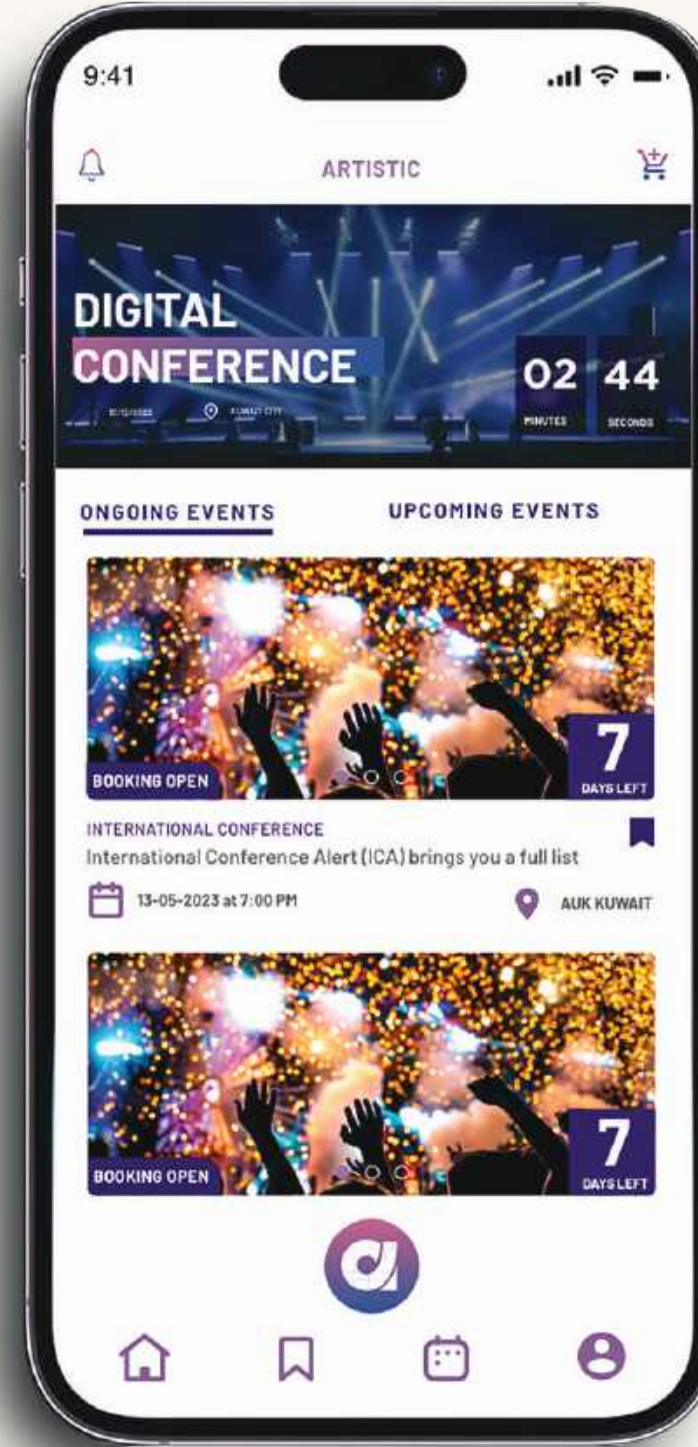 9:41
ARTISTIC
DIGITAL
CONFERENCE
KUWAIT CITY
02 44
MINUTES SECONDS
ONGOING EVENTS UPCOMING EVENTS
BOOKING OPEN
7
DAYS LEFT
INTERNATIONAL CONFERENCE
International Conference Alert (ICA) brings you a full list
13-05-2023 at 7:00 PM AUK KUWAIT
BOOKING OPEN
7
DAYS LEFT